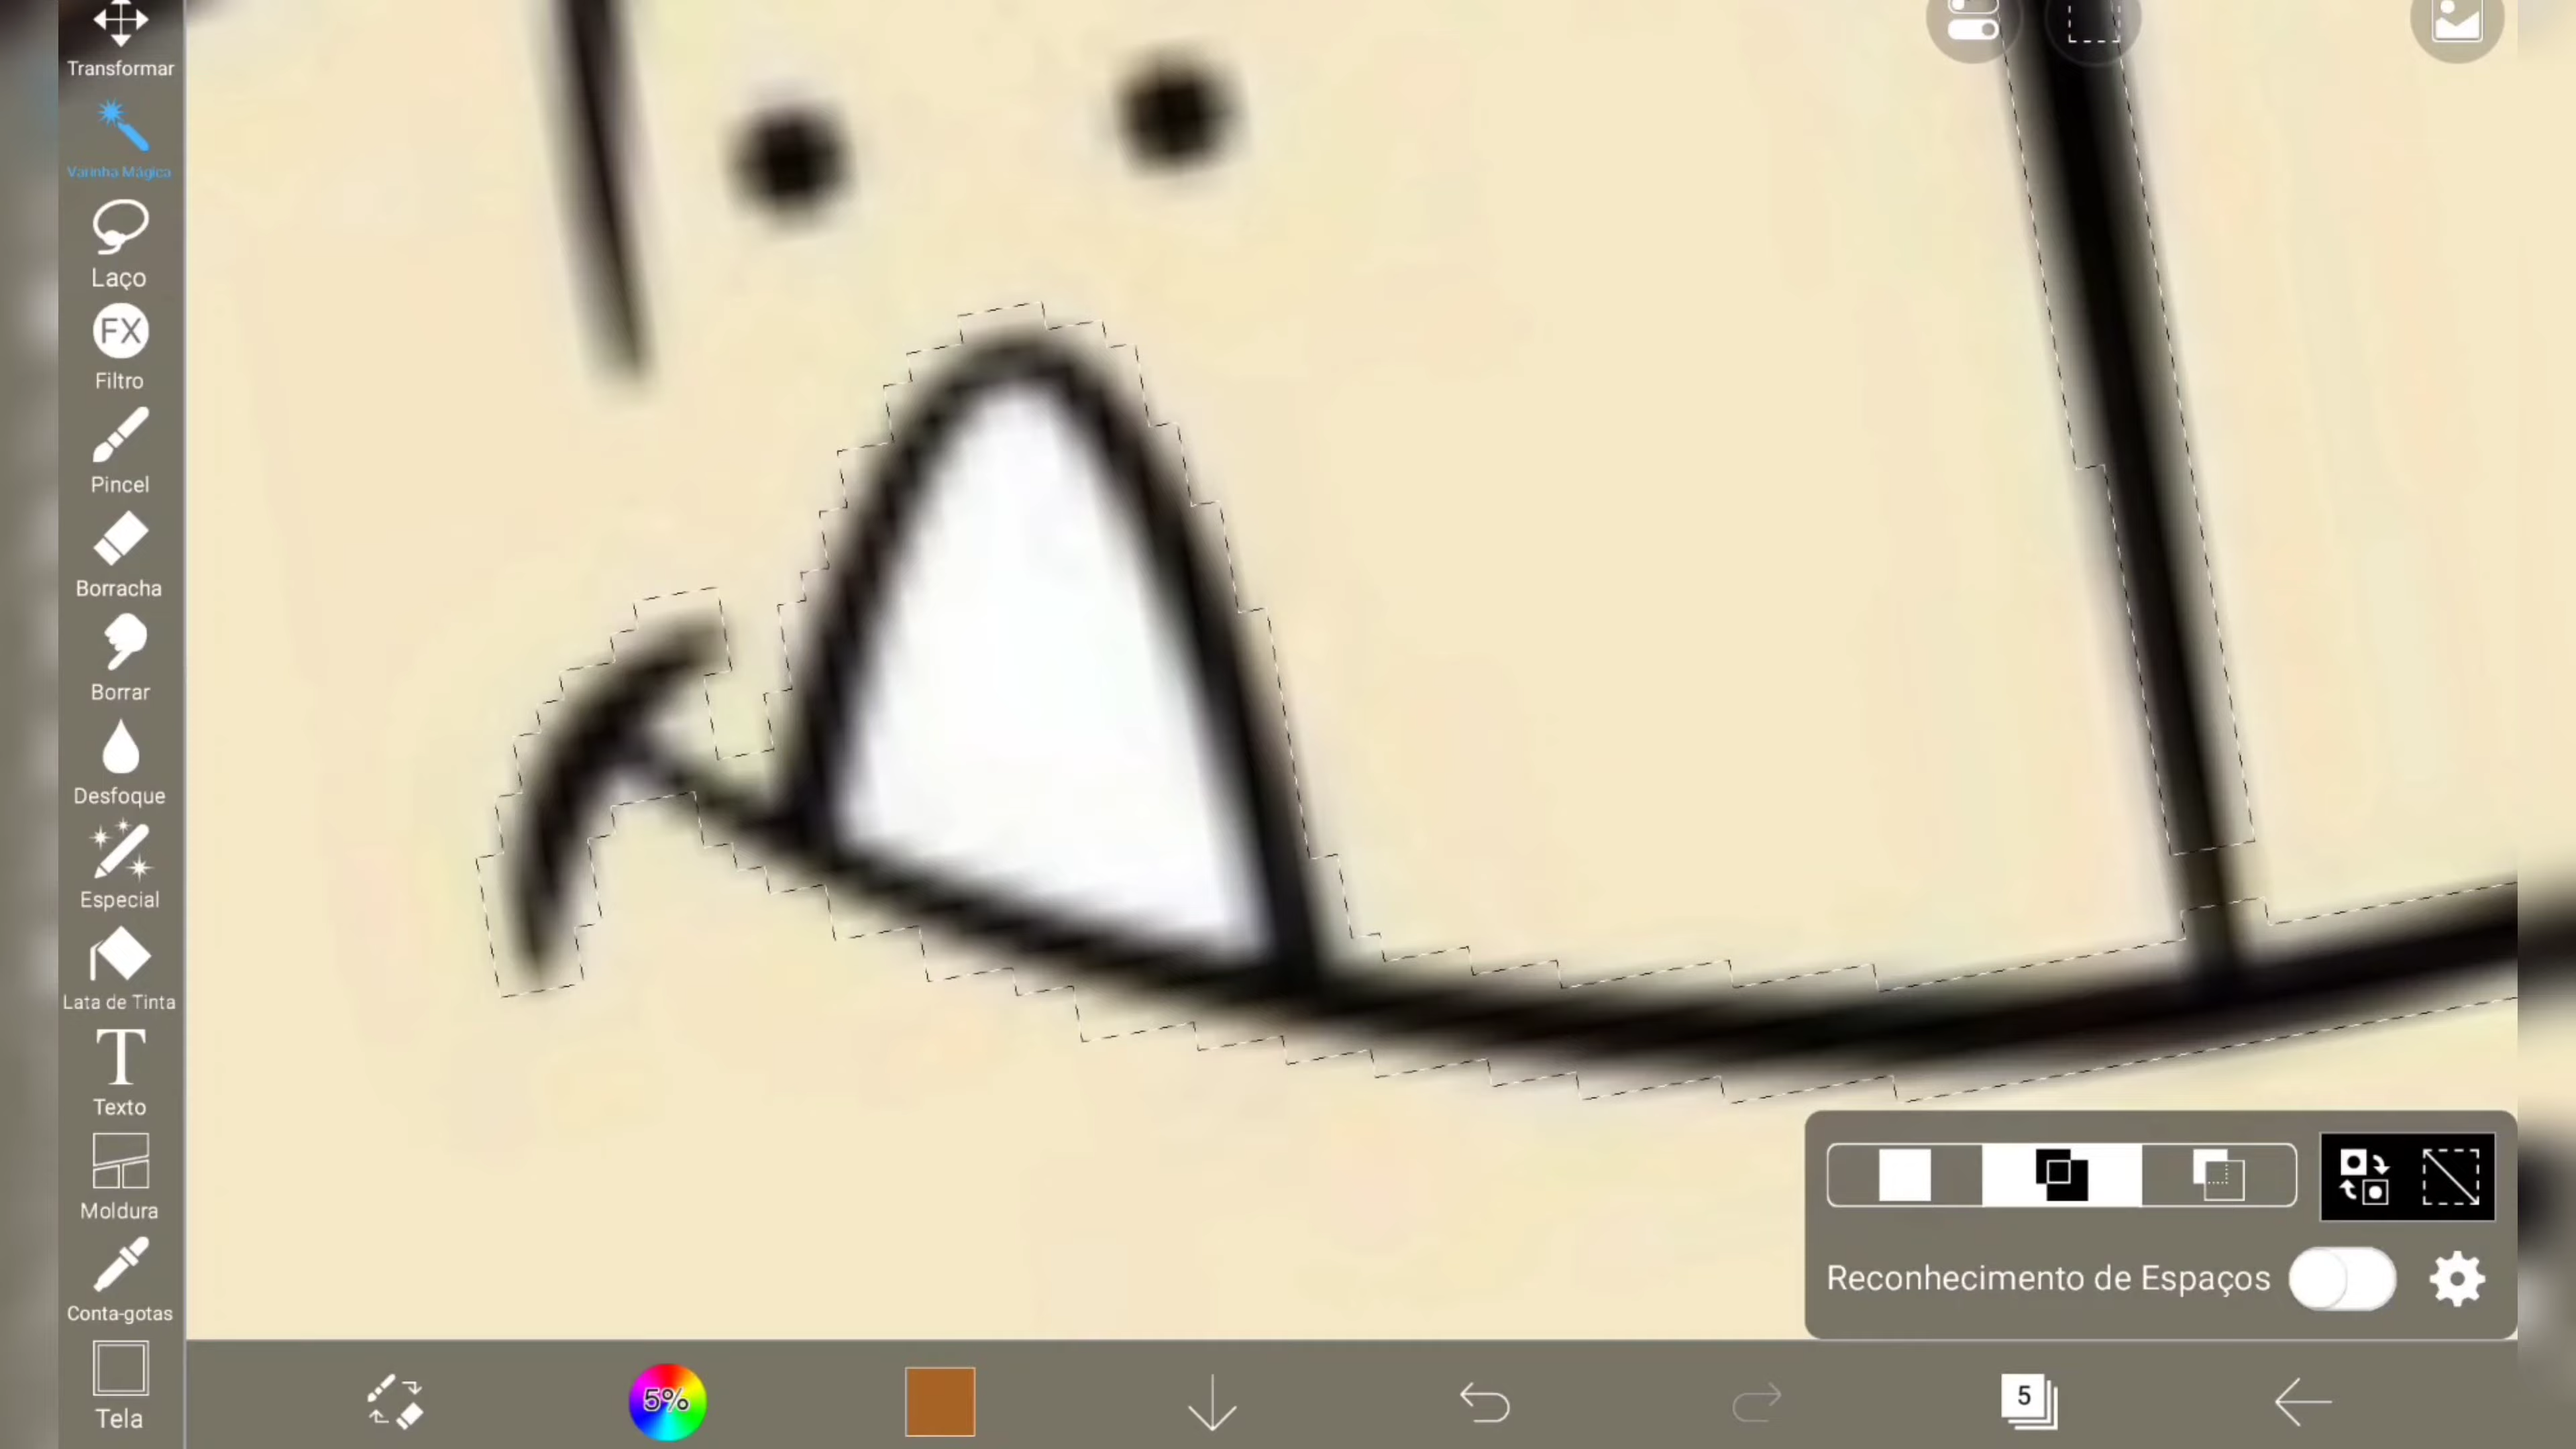 Transformar
Varinha Mágica
Laço
FX
Filtro
Pincel
Borracha
Borrar
Desfoque
Especial
Lata de Tinta
T
Texto
Moldura
Conta-gotas
Tela
Reconhecimento de Espaços
5%
5